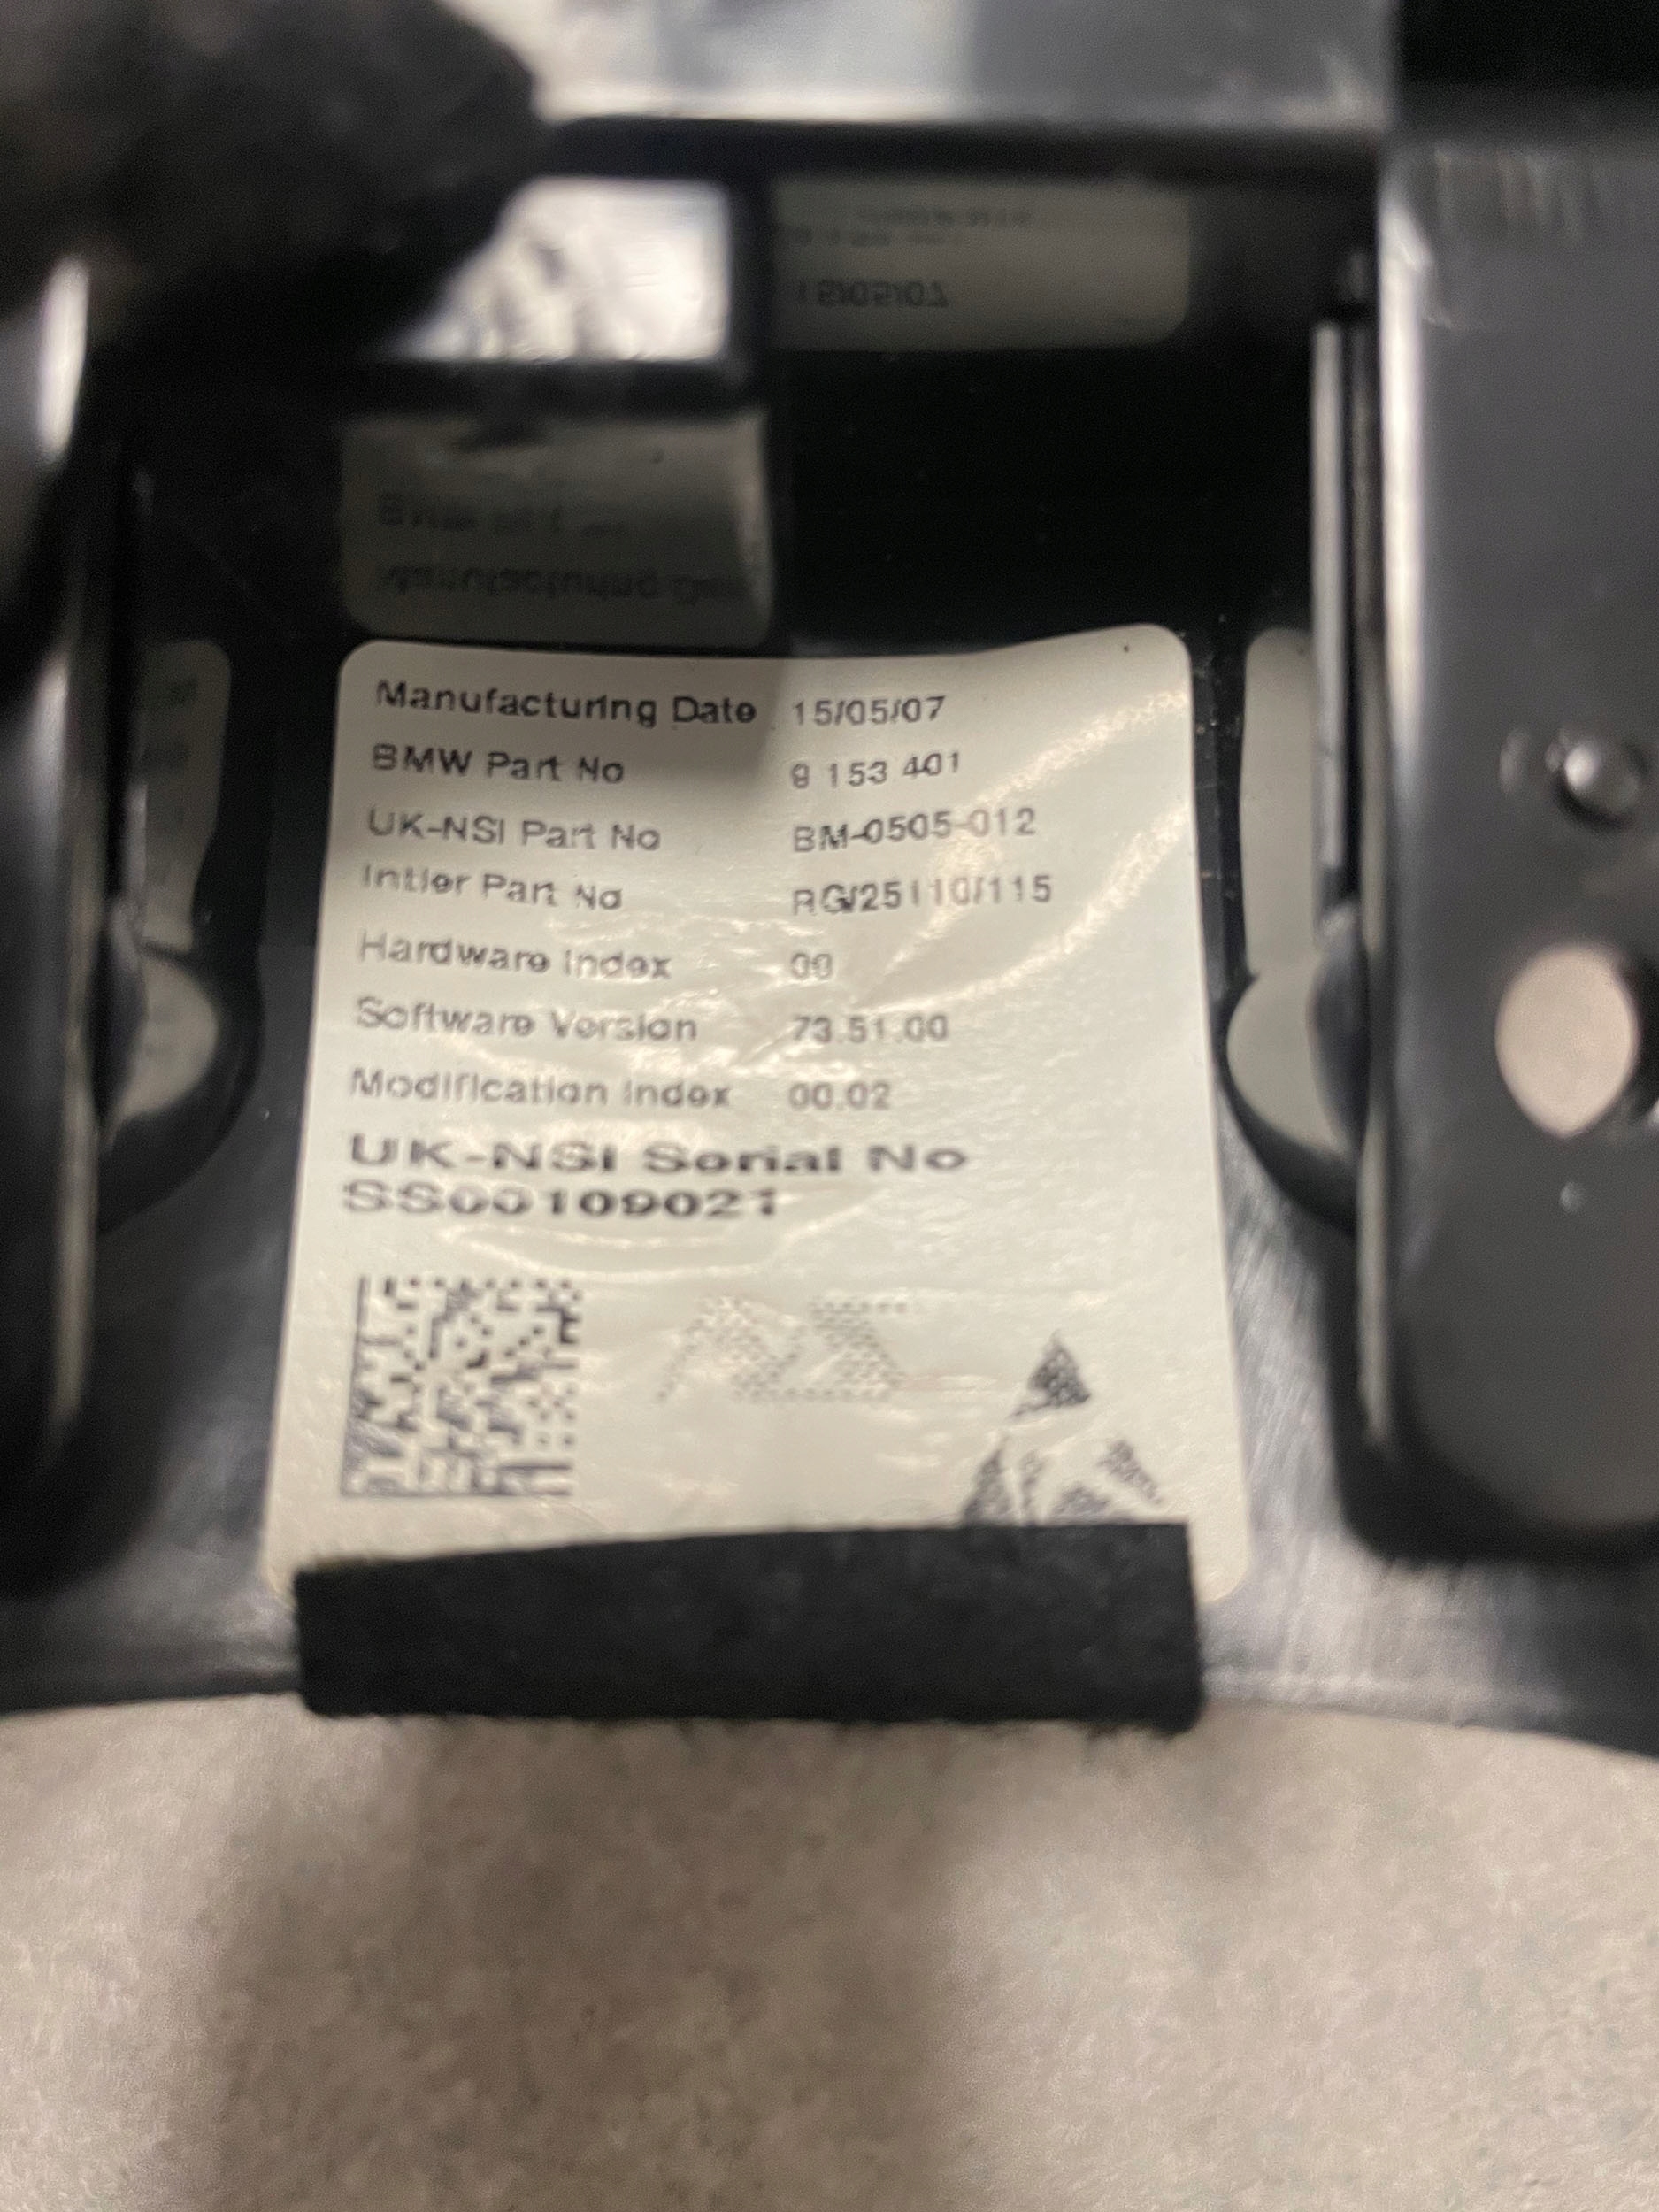 Manufacturing Date 15/05/07
BMW Part No 9 153 401
UK-NSI Part No BM-0505-012
Intier Part No RG/25110/115
Hardware Index 00
Software Version 73.51.00
Modification Index 00.02
UK-NSI Serial No
SS00109021